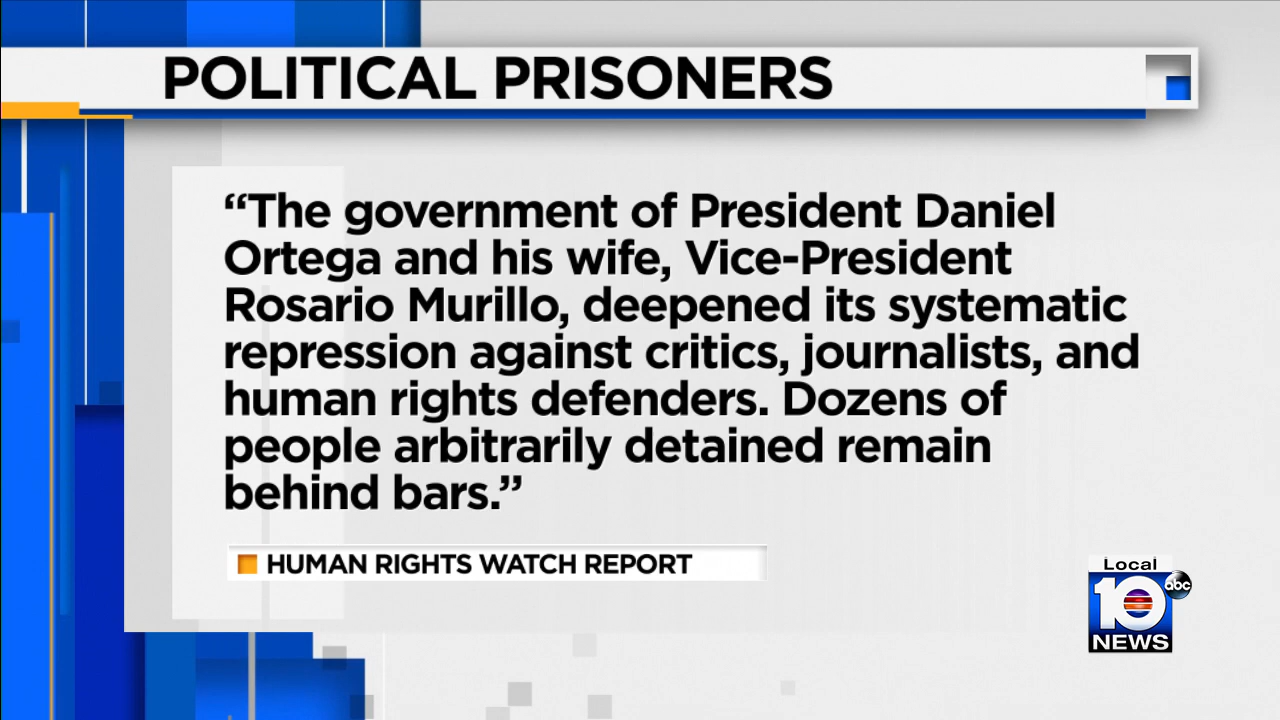 POLITICAL PRISONERS
“The government of President Daniel
Ortega and his wife, Vice-President
Rosario Murillo, deepened its systematic
repression against critics, journalists, and
human rights defenders. Dozens of
people arbitrarily detained remain
behind bars.”
HUMAN RIGHTS WATCH REPORT
Local
10
abc
NEWS